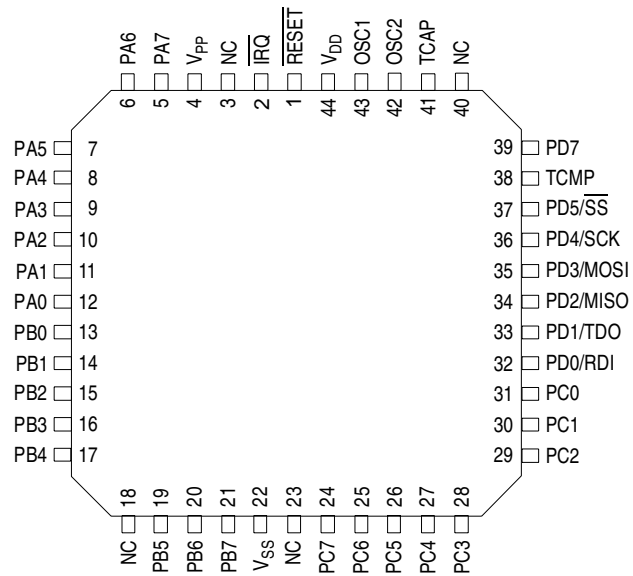 PA6 PA7 VPP NC I̅R̅Q̅ R̅E̅S̅E̅T̅ VDD OSC1 OSC2 TCAP NC
6 5 4 3 2 1 44 43 42 41 40
PA5 7
PA4 8
PA3 9
PA2 10
PA1 11
PA0 12
PB0 13
PB1 14
PB2 15
PB3 16
PB4 17
39 PD7
38 TCMP
37 PD5/S̅S̅
36 PD4/SCK
35 PD3/MOSI
34 PD2/MISO
33 PD1/TDO
32 PD0/RDI
31 PC0
30 PC1
29 PC2
18 19 20 21 22 23 24 25 26 27 28
NC PB5 PB6 PB7 VSS NC PC7 PC6 PC5 PC4 PC3